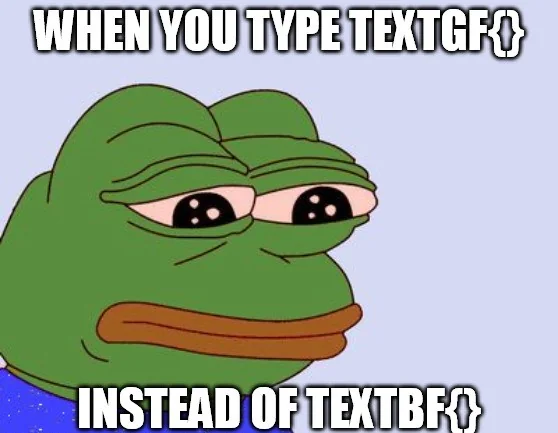 WHEN YOU TYPE TEXTGF{}
INSTEAD OF TEXTBF{}